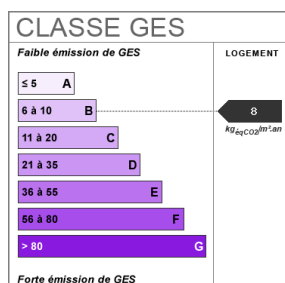 CLASSE GES
Faible émission de GES
LOGEMENT
≤ 5 A
6 à 10 B
8
kgéqCO2/m².an
11 à 20 C
21 à 35 D
36 à 55 E
56 à 80 F
> 80 G
Forte émission de GES